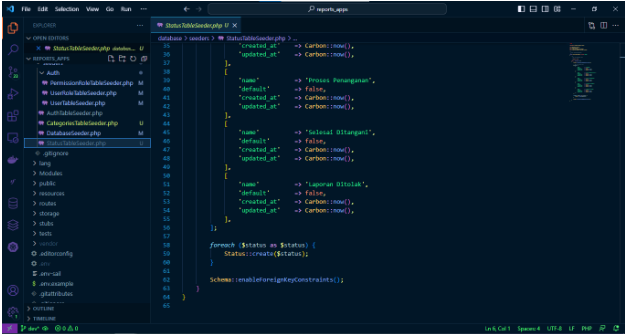 File Edit Selection View Go Run ...
reports_apps
EXPLORER
OPEN EDITORS
StatusTableSeeder.php databas... U
REPORTS_APPS
Auth
PermissionRoleTableSeeder.php M
UserRoleTableSeeder.php M
UserTableSeeder.php M
AuthTableSeeder.php
CategoriesTableSeeder.php U
DatabaseSeeder.php M
StatusTableSeeder.php U
.gitignore
lang
Modules
public
resources
routes
storage
stubs
tests
vendor
.editorconfig
.env
.env-sail
.env.example
.gitattributes
OUTLINE
TIMELINE
StatusTableSeeder.php U
database > seeders > StatusTableSeeder.php > ...
35 'created_at' => Carbon::now(),
36 'updated_at' => Carbon::now(),
37 ],
38 [
39 'name' => 'Proses Penanganan',
40 'default' => false,
41 'created_at' => Carbon::now(),
42 'updated_at' => Carbon::now(),
43 ],
44 [
45 'name' => 'Selesai Ditangani',
46 'default' => false,
47 'created_at' => Carbon::now(),
48 'updated_at' => Carbon::now(),
49 ],
50 [
51 'name' => 'Laporan Ditolak',
52 'default' => false,
53 'created_at' => Carbon::now(),
54 'updated_at' => Carbon::now(),
55 ],
56 ];
57
58 foreach ($status as $status) {
59 Status::create($status);
60 }
61
62 Schema::enableForeignKeyConstraints();
63 }
64 }
65
dev* 0 0
Ln 6, Col 1 Spaces: 4 UTF-8 LF PHP